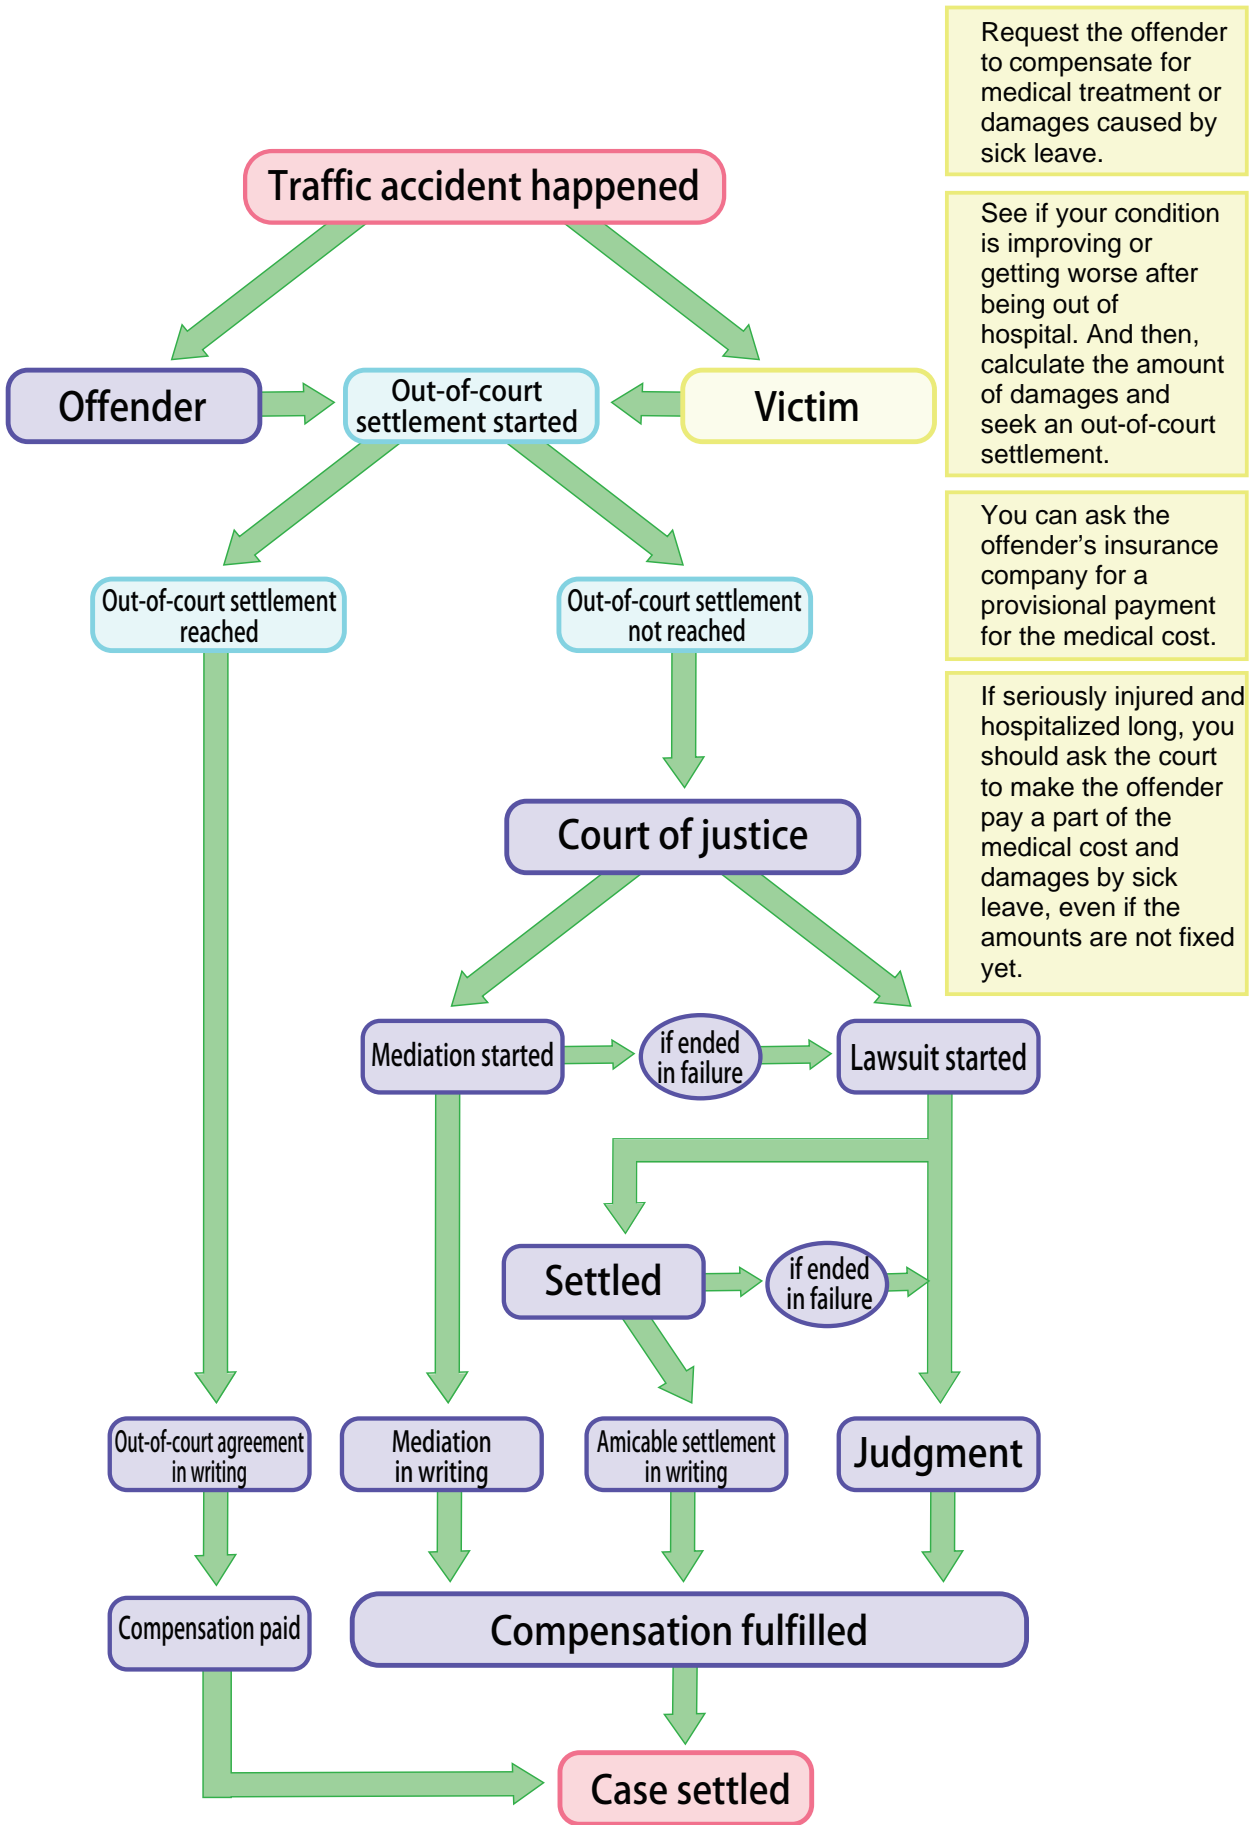 Request the offender
to compensate for
medical treatment or
damages caused by
sick leave.
Traffic accident happened
See if your condition
is improving or
getting worse after
being out of
hospital. And then,
calculate the amount
of damages and
seek an out-of-court
settlement.
Offender
Out-of-court
settlement started
Victim
You can ask the
offender’s insurance
company for a
provisional payment
for the medical cost.
Out-of-court settlement
reached
Out-of-court settlement
not reached
If seriously injured and
hospitalized long, you
should ask the court
to make the offender
pay a part of the
medical cost and
damages by sick
leave, even if the
amounts are not fixed
yet.
Court of justice
Mediation started
if ended
in failure
Lawsuit started
Settled
if ended
in failure
Out-of-court agreement
in writing
Mediation
in writing
Amicable settlement
in writing
Judgment
Compensation paid
Compensation fulfilled
Case settled